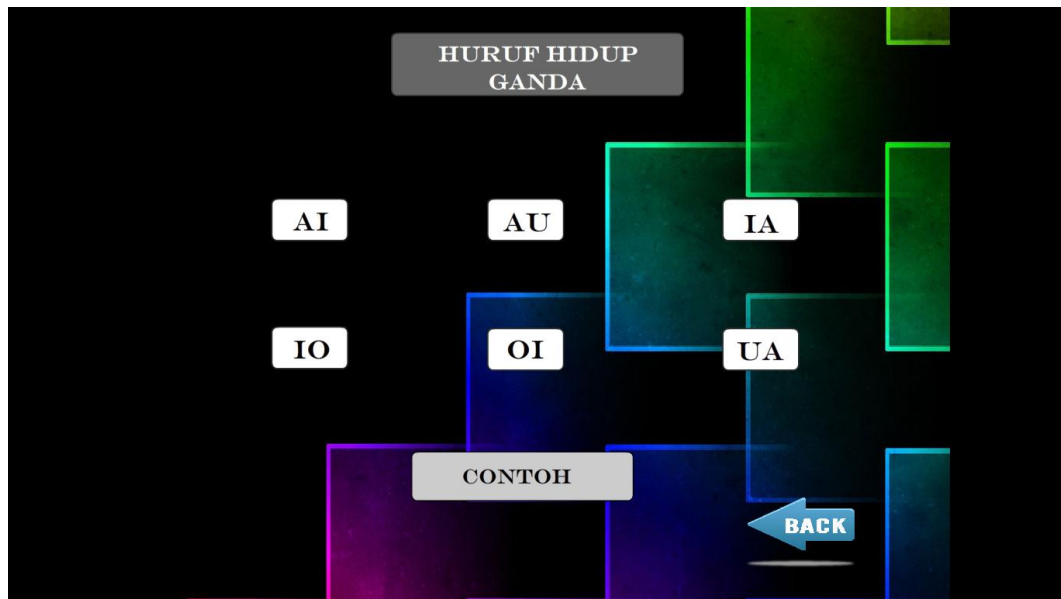 HURUF HIDUP
GANDA
AI AU IA
IO OI UA
CONTOH
BACK